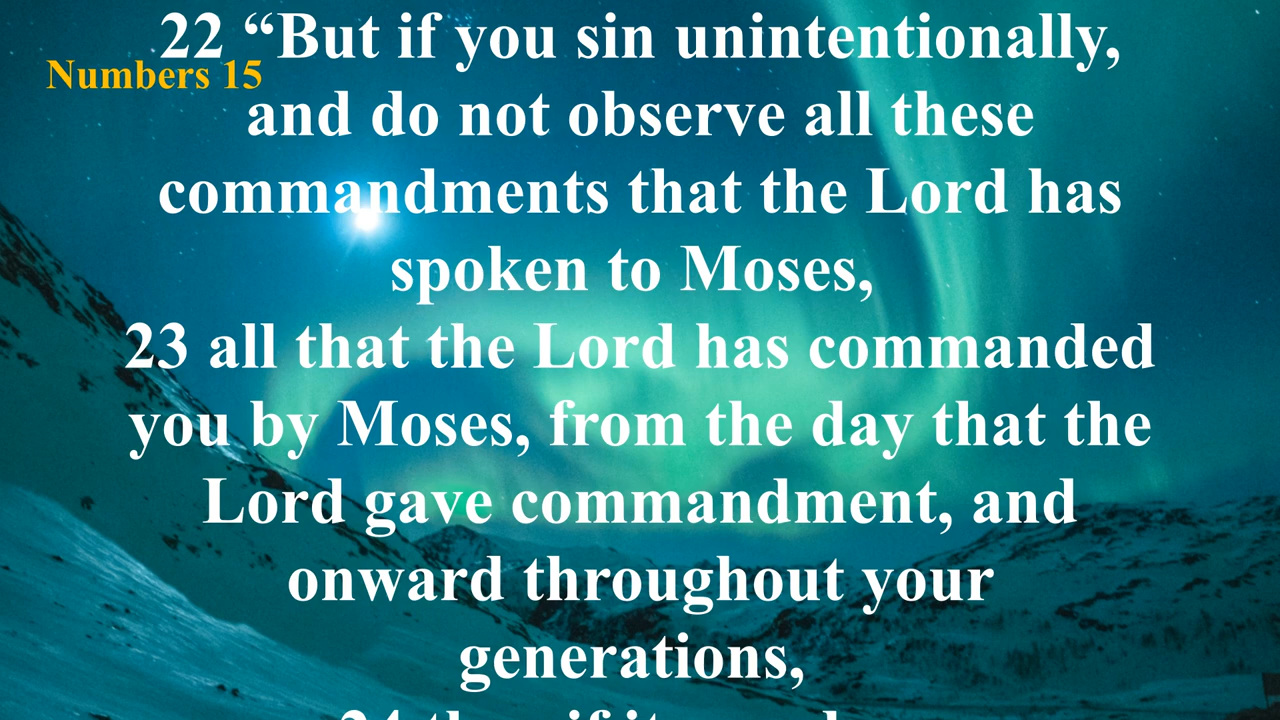 22 “But if you sin unintentionally,
Numbers 15
and do not observe all these
commandments that the Lord has
spoken to Moses,
23 all that the Lord has commanded
you by Moses, from the day that the
Lord gave commandment, and
onward throughout your
generations,